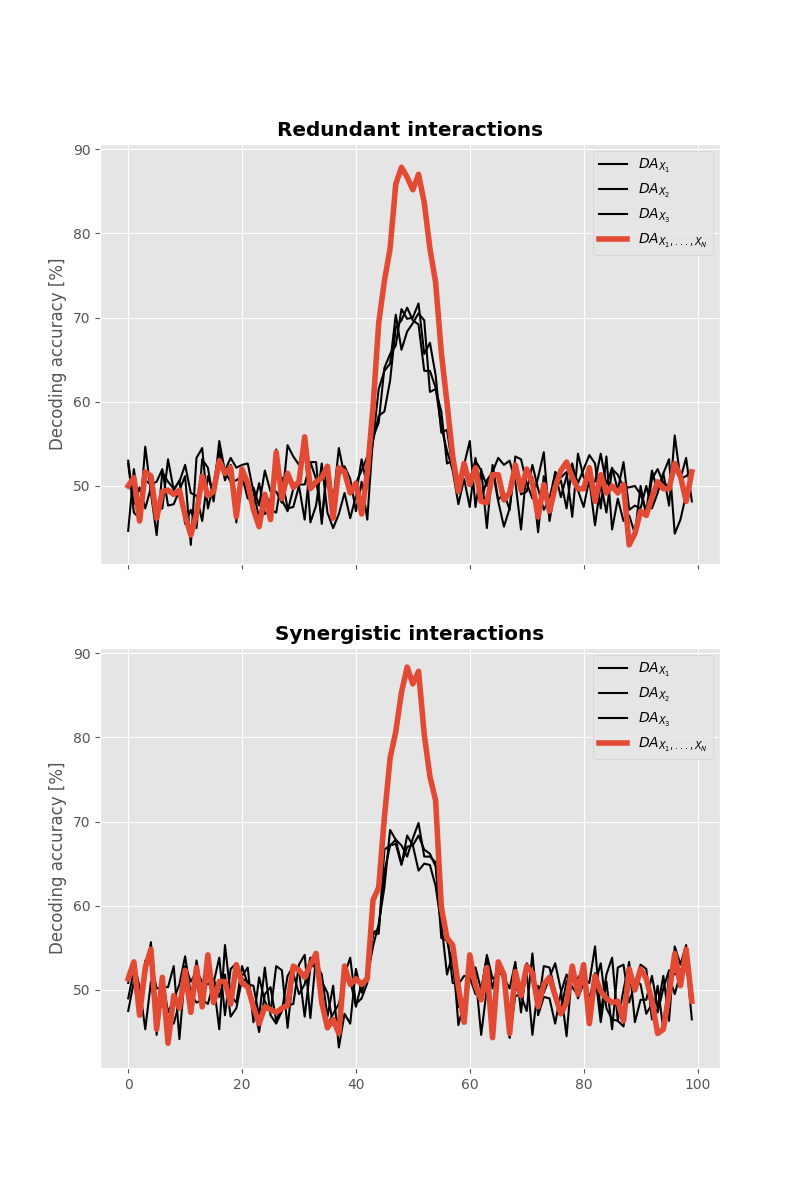 Redundant interactions
90
80
70
60
50
Decoding accuracy [%]
DA_{X_1}
DA_{X_2}
DA_{X_3}
DA_{X_1,...,X_N}
Synergistic interactions
90
80
70
60
50
Decoding accuracy [%]
DA_{X_1}
DA_{X_2}
DA_{X_3}
DA_{X_1,...,X_N}
0 20 40 60 80 100